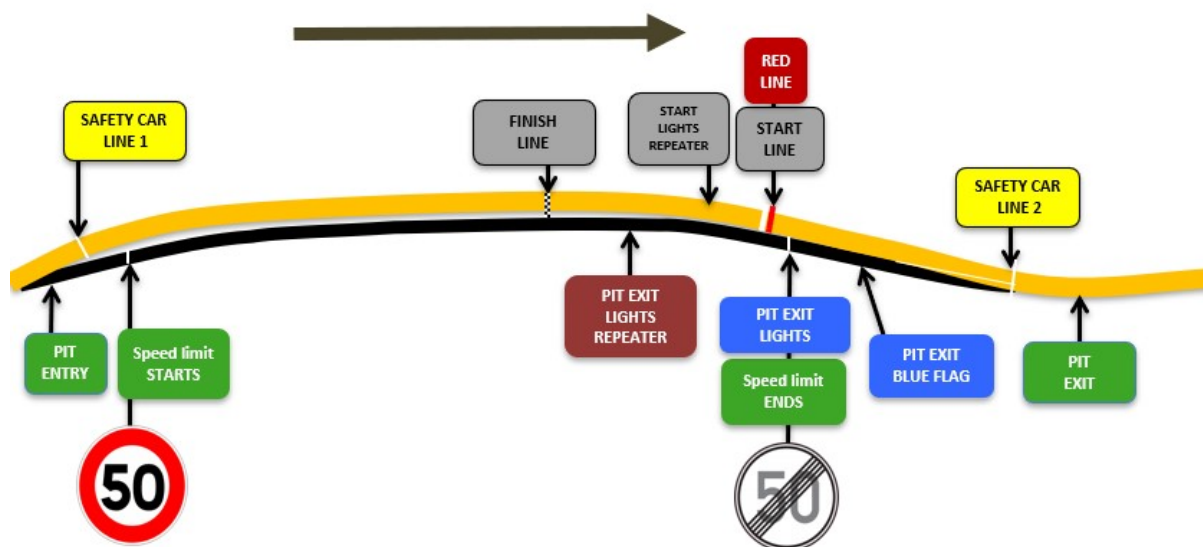 RED
LINE
SAFETY CAR
LINE 1
FINISH
LINE
START
LIGHTS
REPEATER
START
LINE
SAFETY CAR
LINE 2
PIT
ENTRY
Speed limit
STARTS
PIT EXIT
LIGHTS
REPEATER
PIT EXIT
LIGHTS
PIT EXIT
BLUE FLAG
PIT
EXIT
Speed limit
ENDS
50
50